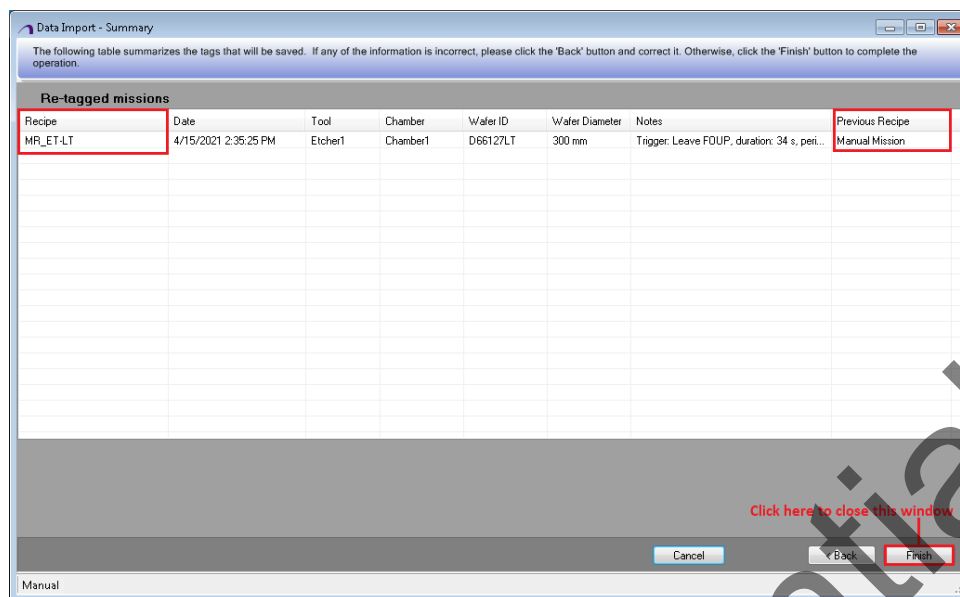 Data Import - Summary
The following table summarizes the tags that will be saved. If any of the information is incorrect, please click the 'Back' button and correct it. Otherwise, click the 'Finish' button to complete the
operation.
Re-tagged missions
Recipe Date Tool Chamber Wafer ID Wafer Diameter Notes Previous Recipe
MR_ET-LT 4/15/2021 2:35:25 PM Etcher1 Chamber1 D66127LT 300 mm Trigger: Leave FOUP, duration: 34 s, peri... Manual Mission
Click here to close this window
Cancel < Back Finish
Manual